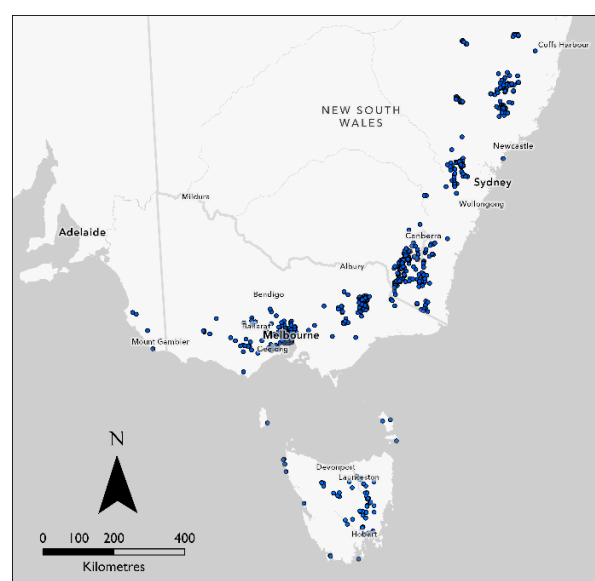 Coffs Harbour
NEW SOUTH
WALES
Newcastle
Mildura
Sydney
Wollongong
Adelaide
Canberra
Albury
Bendigo
Ballarat
Melbourne
Mount Gambier
Geelong
N
Devonport
Launceston
Hobart
0 100 200 400
Kilometres